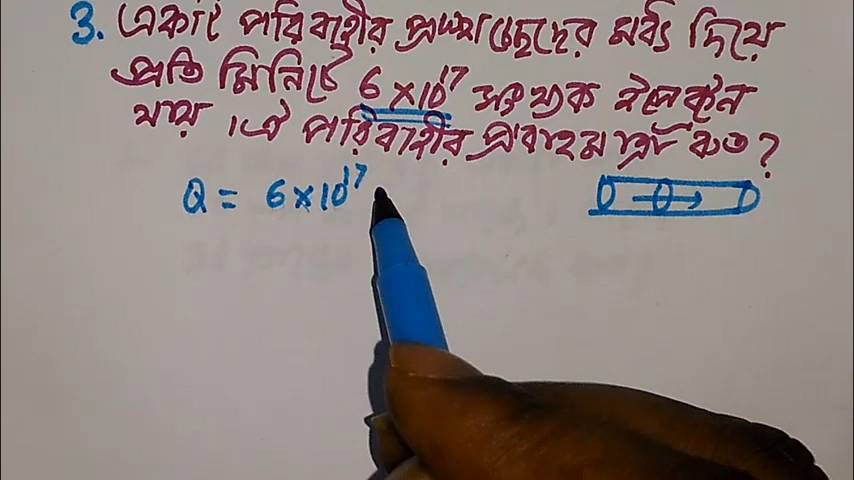 3. একটি পরিবাহীর প্রস্থচ্ছেদের মধ্য দিয়ে
প্রতি মিনিটে 6×10¹⁷ সংখ্যক ইলেকট্রন
যায়। ঐ পরিবাহীর প্রবাহমাত্রা কত?
Q = 6×10¹⁷